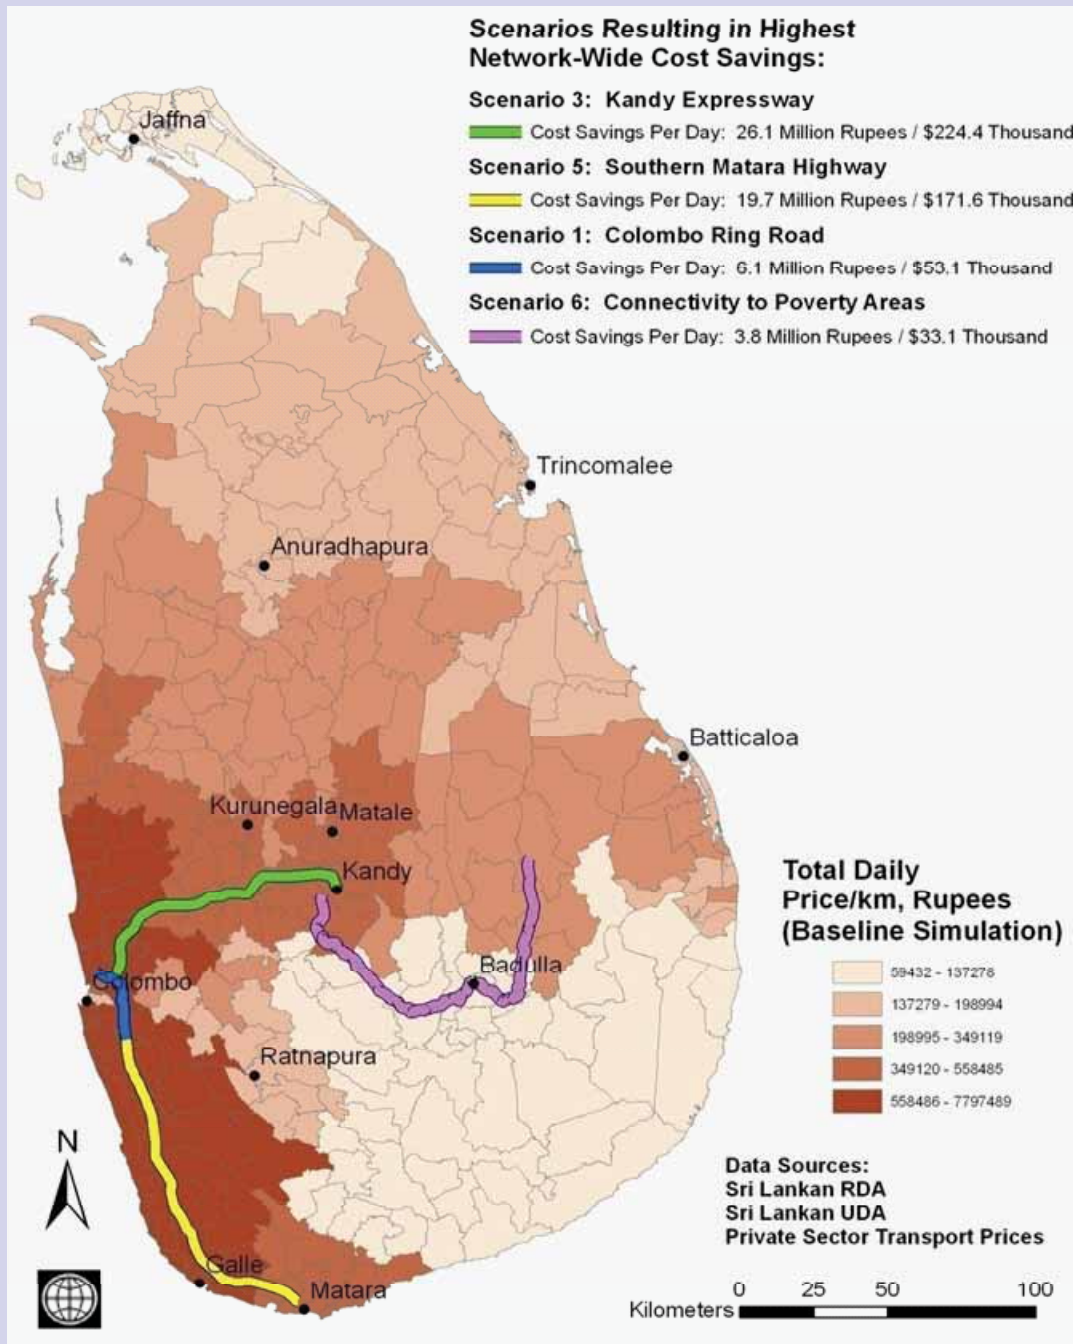 Scenarios Resulting in Highest
Network-Wide Cost Savings:
Scenario 3: Kandy Expressway
Cost Savings Per Day: 26.1 Million Rupees / $224.4 Thousand
Scenario 5: Southern Matara Highway
Cost Savings Per Day: 19.7 Million Rupees / $171.6 Thousand
Scenario 1: Colombo Ring Road
Cost Savings Per Day: 6.1 Million Rupees / $53.1 Thousand
Scenario 6: Connectivity to Poverty Areas
Cost Savings Per Day: 3.8 Million Rupees / $33.1 Thousand
Jaffna
Trincomalee
Anuradhapura
Batticaloa
Kurunegala
Matale
Kandy
Badulla
Colombo
Ratnapura
Galle
Matara
Total Daily
Price/km, Rupees
(Baseline Simulation)
59432 - 137278
137279 - 198994
198995 - 349119
349120 - 558485
558486 - 7797489
Data Sources:
Sri Lankan RDA
Sri Lankan UDA
Private Sector Transport Prices
N
0 25 50 100
Kilometers